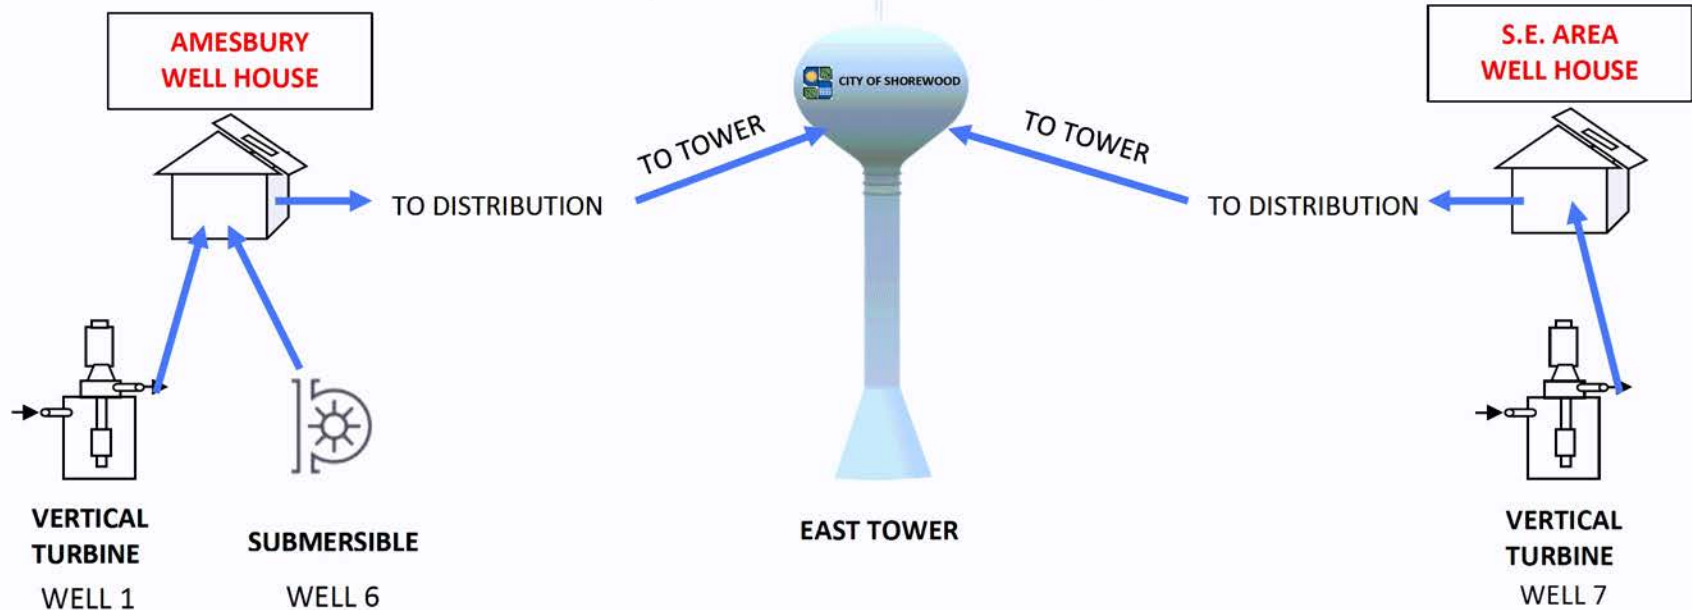 AMESBURY
WELL HOUSE
CITY OF SHOREWOOD
S.E. AREA
WELL HOUSE
TO TOWER
TO TOWER
TO DISTRIBUTION
TO DISTRIBUTION
VERTICAL
TURBINE
WELL 1
SUBMERSIBLE
WELL 6
EAST TOWER
VERTICAL
TURBINE
WELL 7